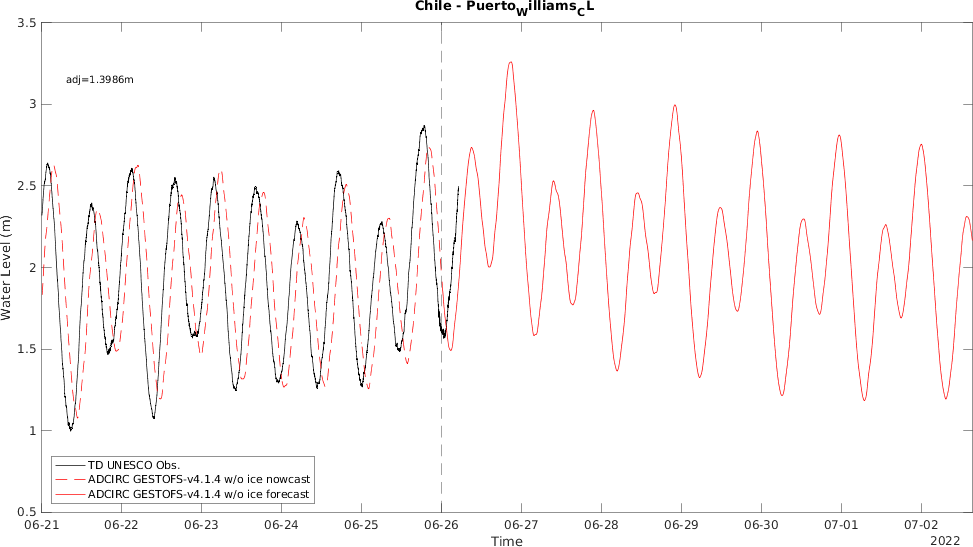 Chile - Puerto_Williams_CL
3.5
3
2.5
2
1.5
1
0.5
Water Level (m)
adj=1.3986m
TD UNESCO Obs.
ADCIRC GESTOFS-v4.1.4 w/o ice nowcast
ADCIRC GESTOFS-v4.1.4 w/o ice forecast
06-21 06-22 06-23 06-24 06-25 06-26 06-27 06-28 06-29 06-30 07-01 07-02
Time
2022